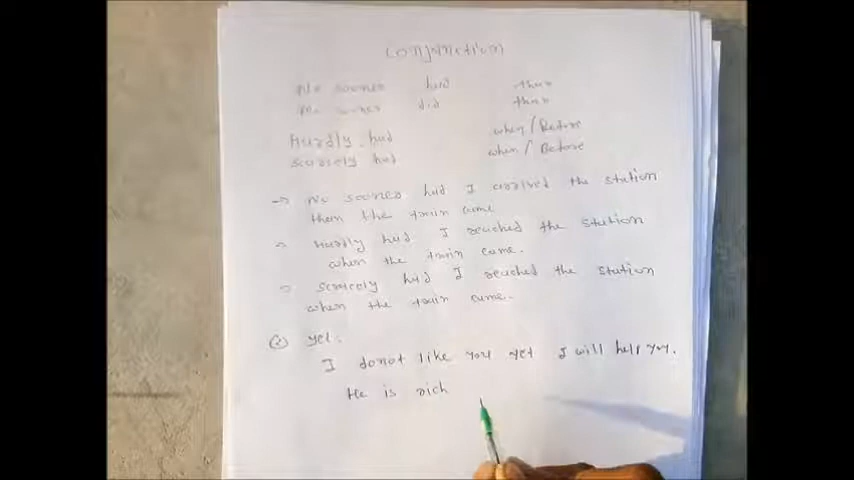 Conjunction
No sooner had than
No sooner did than
Hardly had when / Before
scarcely had when / Before
→ No sooner had I arrived the station
than the train came
→ Hardly had I reached the station
when the train came.
→ Scarcely had I reached the station
when the train came.
② Yet.
I donot like you yet I will help you.
He is rich